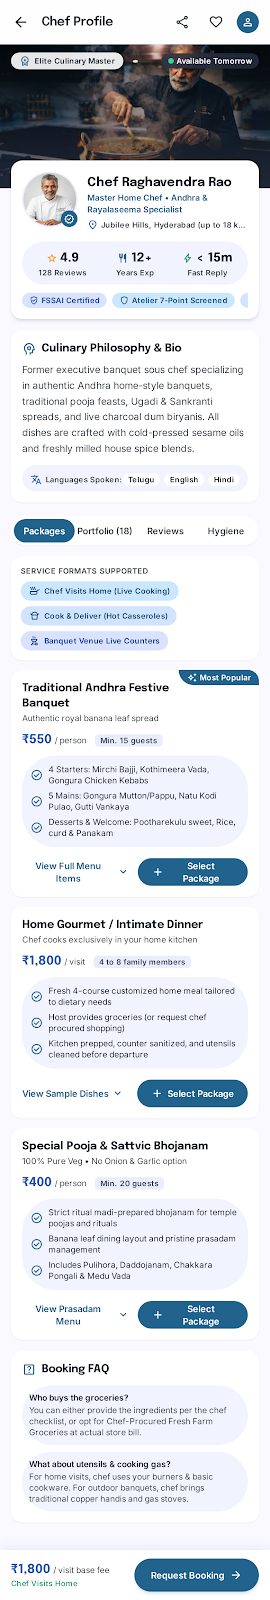 Chef Profile
Elite Culinary Master
Available Tomorrow
Chef Raghavendra Rao
Master Home Chef • Andhra &
Rayalaseema Specialist
Jubilee Hills, Hyderabad (up to 18 k...
4.9
128 Reviews
12+
Years Exp
< 15m
Fast Reply
FSSAI Certified
Atelier 7-Point Screened
Culinary Philosophy & Bio
Former executive banquet sous chef specializing
in authentic Andhra home-style banquets,
traditional pooja feasts, Ugadi & Sankranti
spreads, and live charcoal dum biryanis. All
dishes are crafted with cold-pressed sesame oils
and freshly milled house spice blends.
Languages Spoken: Telugu English Hindi
Packages Portfolio (18) Reviews Hygiene
SERVICE FORMATS SUPPORTED
Chef Visits Home (Live Cooking)
Cook & Deliver (Hot Casseroles)
Banquet Venue Live Counters
Most Popular
Traditional Andhra Festive
Banquet
Authentic royal banana leaf spread
₹550 / person Min. 15 guests
4 Starters: Mirchi Bajji, Kothimeera Vada,
Gongura Chicken Kebabs
5 Mains: Gongura Mutton/Pappu, Natu Kodi
Pulao, Gutti Vankaya
Desserts & Welcome: Pootharekulu sweet, Rice,
curd & Panakam
View Full Menu
Items
+ Select
Package
Home Gourmet / Intimate Dinner
Chef cooks exclusively in your home kitchen
₹1,800 / visit 4 to 8 family members
Fresh 4-course customized home meal tailored
to dietary needs
Host provides groceries (or request chef
procured shopping)
Kitchen prepped, counter sanitized, and utensils
cleaned before departure
View Sample Dishes
+ Select Package
Special Pooja & Sattvic Bhojanam
100% Pure Veg • No Onion & Garlic option
₹400 / person Min. 20 guests
Strict ritual madi-prepared bhojanam for temple
poojas and rituals
Banana leaf dining layout and pristine prasadam
management
Includes Pulihora, Daddojanam, Chakkara
Pongali & Medu Vada
View Prasadam
Menu
+ Select
Package
Booking FAQ
Who buys the groceries?
You can either provide the ingredients per the chef
checklist, or opt for Chef-Procured Fresh Farm
Groceries at actual store bill.
What about utensils & cooking gas?
For home visits, chef uses your burners & basic
cookware. For outdoor banquets, chef brings
traditional copper handis and gas stoves.
₹1,800 / visit base fee
Chef Visits Home
Request Booking